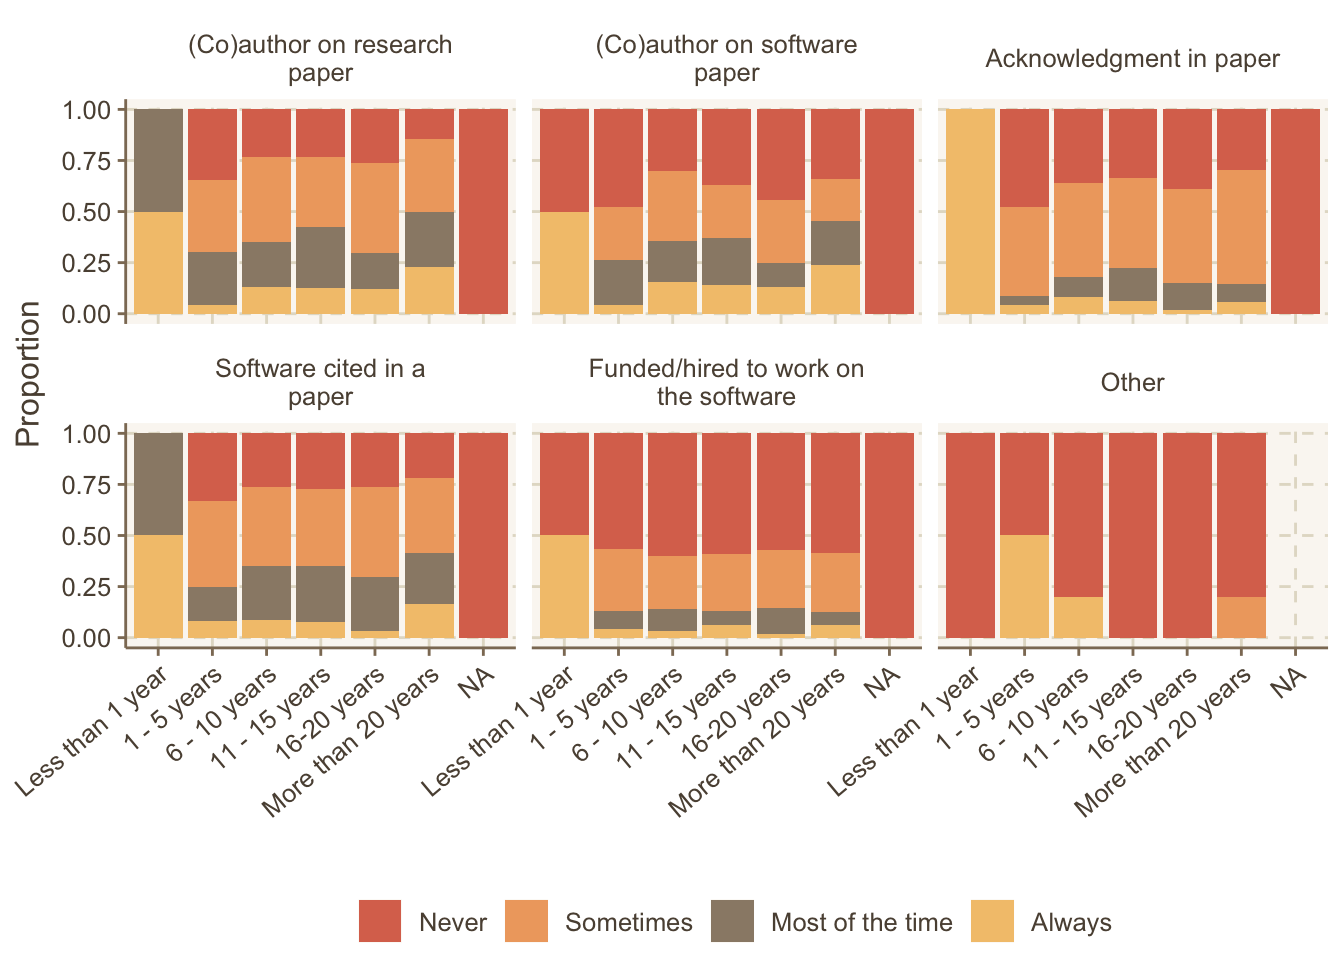 (Co)author on research
paper
(Co)author on software
paper
Acknowledgment in paper
1.00
0.75
0.50
0.25
0.00
Proportion
Software cited in a
paper
Funded/hired to work on
the software
Other
1.00
0.75
0.50
0.25
0.00
Less than 1 year
1 - 5 years
6 - 10 years
11 - 15 years
16-20 years
More than 20 years
NA
Less than 1 year
1 - 5 years
6 - 10 years
11 - 15 years
16-20 years
More than 20 years
NA
Less than 1 year
1 - 5 years
6 - 10 years
11 - 15 years
16-20 years
More than 20 years
NA
Never
Sometimes
Most of the time
Always